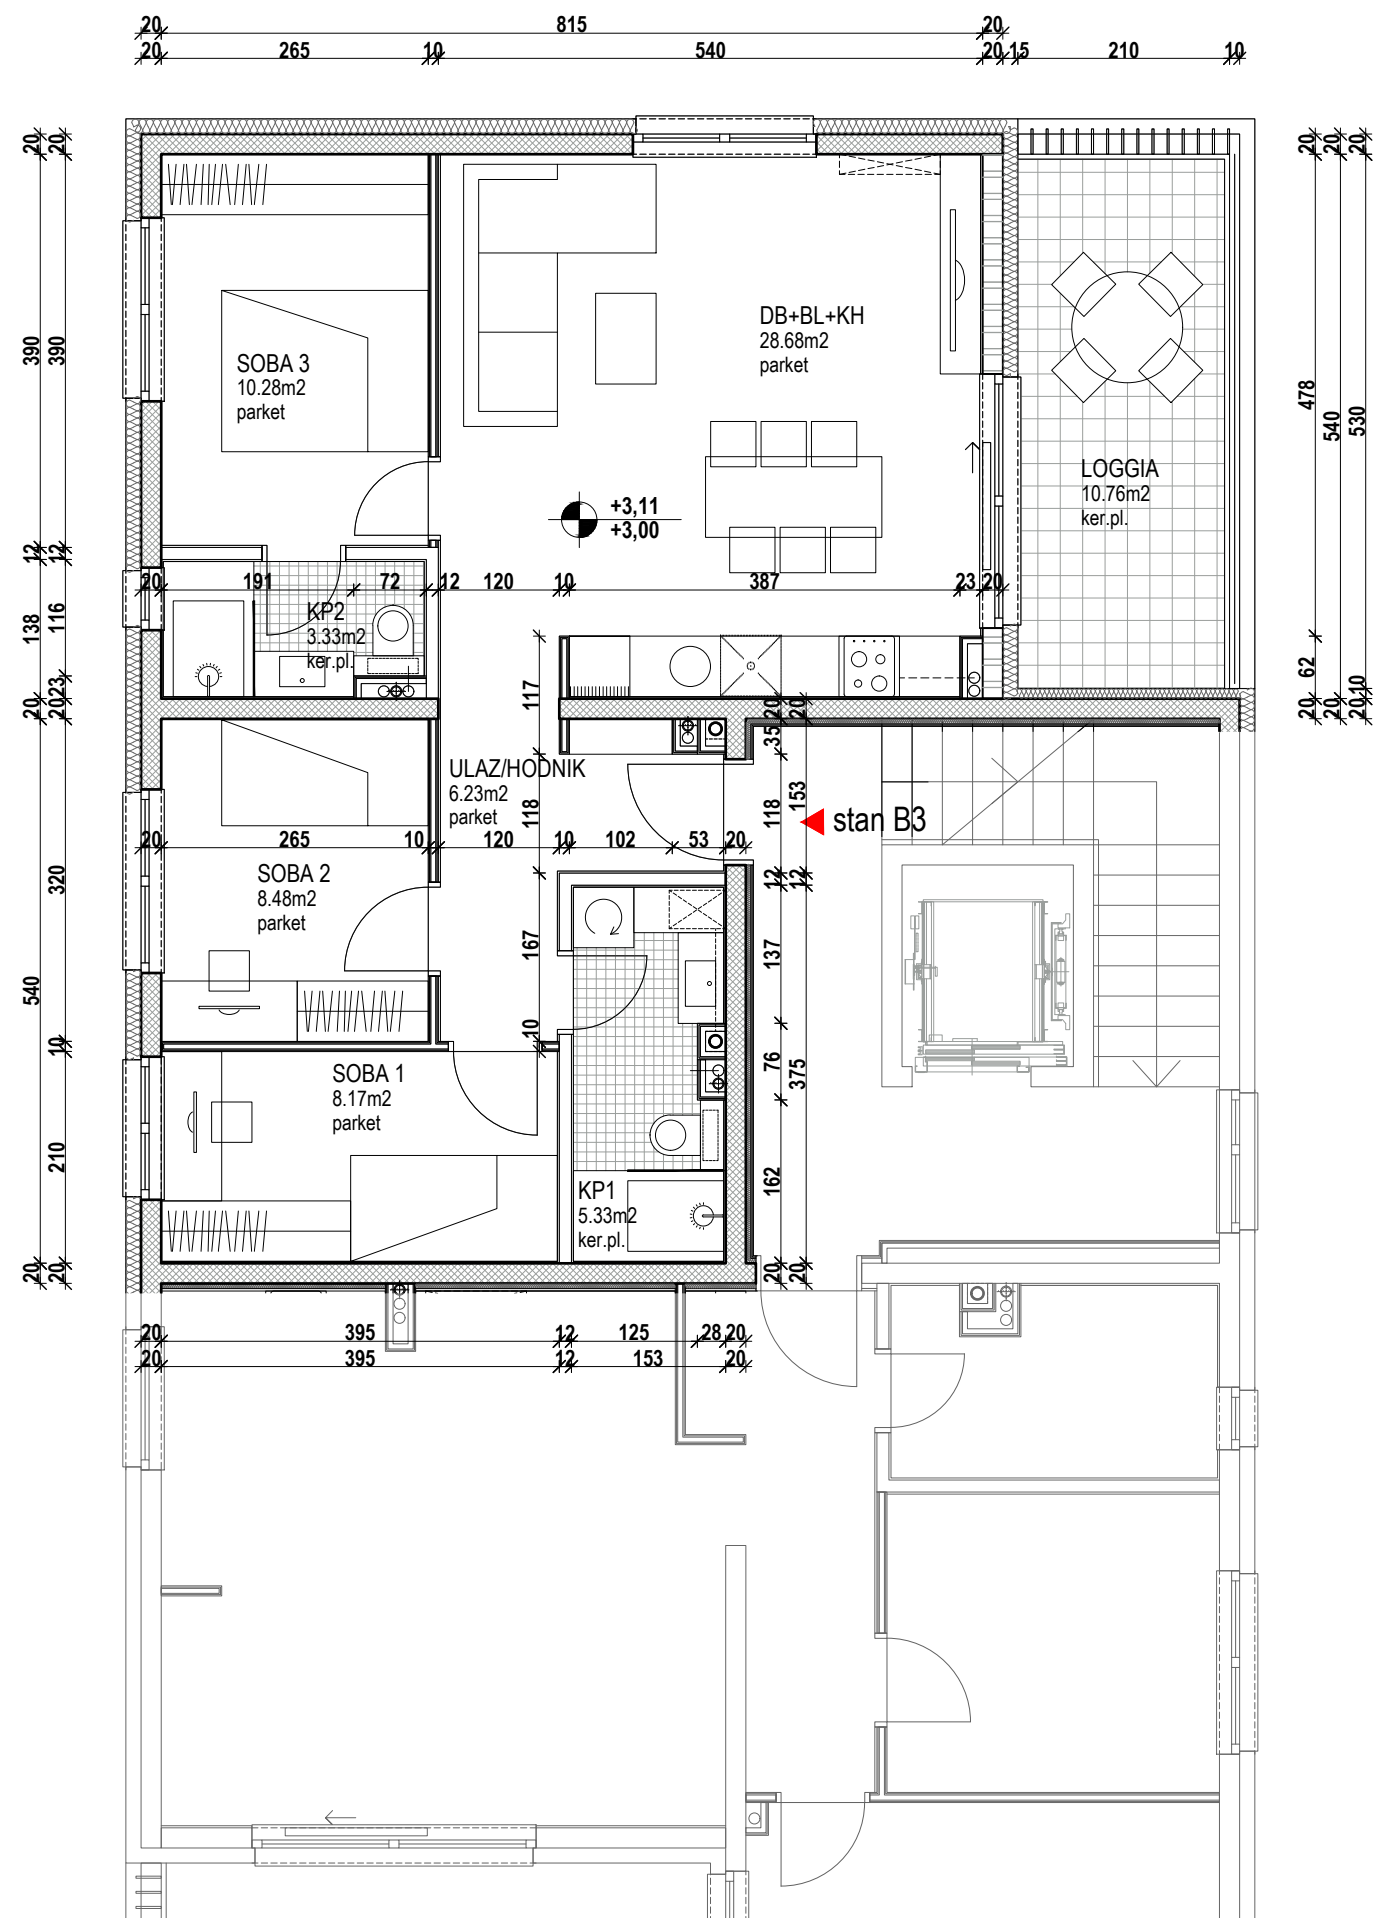 20 815 20
20 265 10 540 20 15 210 10
20 20
20 20 20
SOBA 3
10.28m2
parket
DB+BL+KH
28.68m2
parket
390 390
478 540 530
LOGGIA
10.76m2
ker.pl.
+3,11
+3,00
12 12
20 191 72 12 120 10 387 23 20
KP2
3.33m2
ker.pl.
138 116
23
20 20
117
62
10
20 20 20
20 20
35
ULAZ/HODNIK
6.23m2
parket
118
118 153
stan B3
20 265 10 120 10 102 53 20
SOBA 2
8.48m2
parket
320
12 12
167
137
540
10
10
SOBA 1
8.17m2
parket
76 375
210
162
KP1
5.33m2
ker.pl.
20 20
20 20
20 395 12 125 28 20
20 395 12 153 20